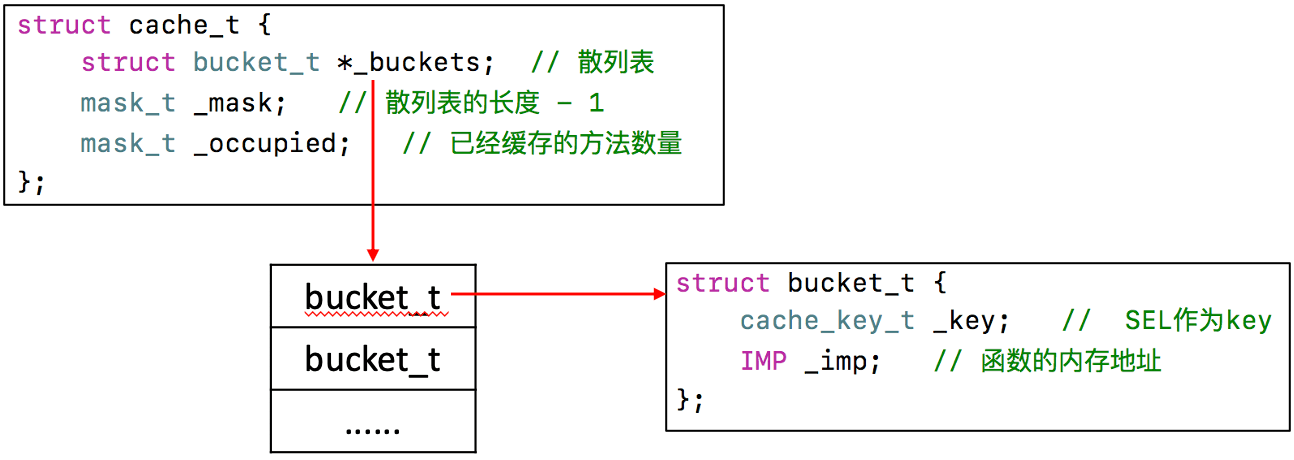 struct cache_t {
    struct bucket_t *_buckets;  // 散列表
    mask_t _mask;   // 散列表的长度 - 1
    mask_t _occupied;   // 已经缓存的方法数量
};
bucket_t
bucket_t
......
struct bucket_t {
    cache_key_t _key;   //  SEL作为key
    IMP _imp;   // 函数的内存地址
};